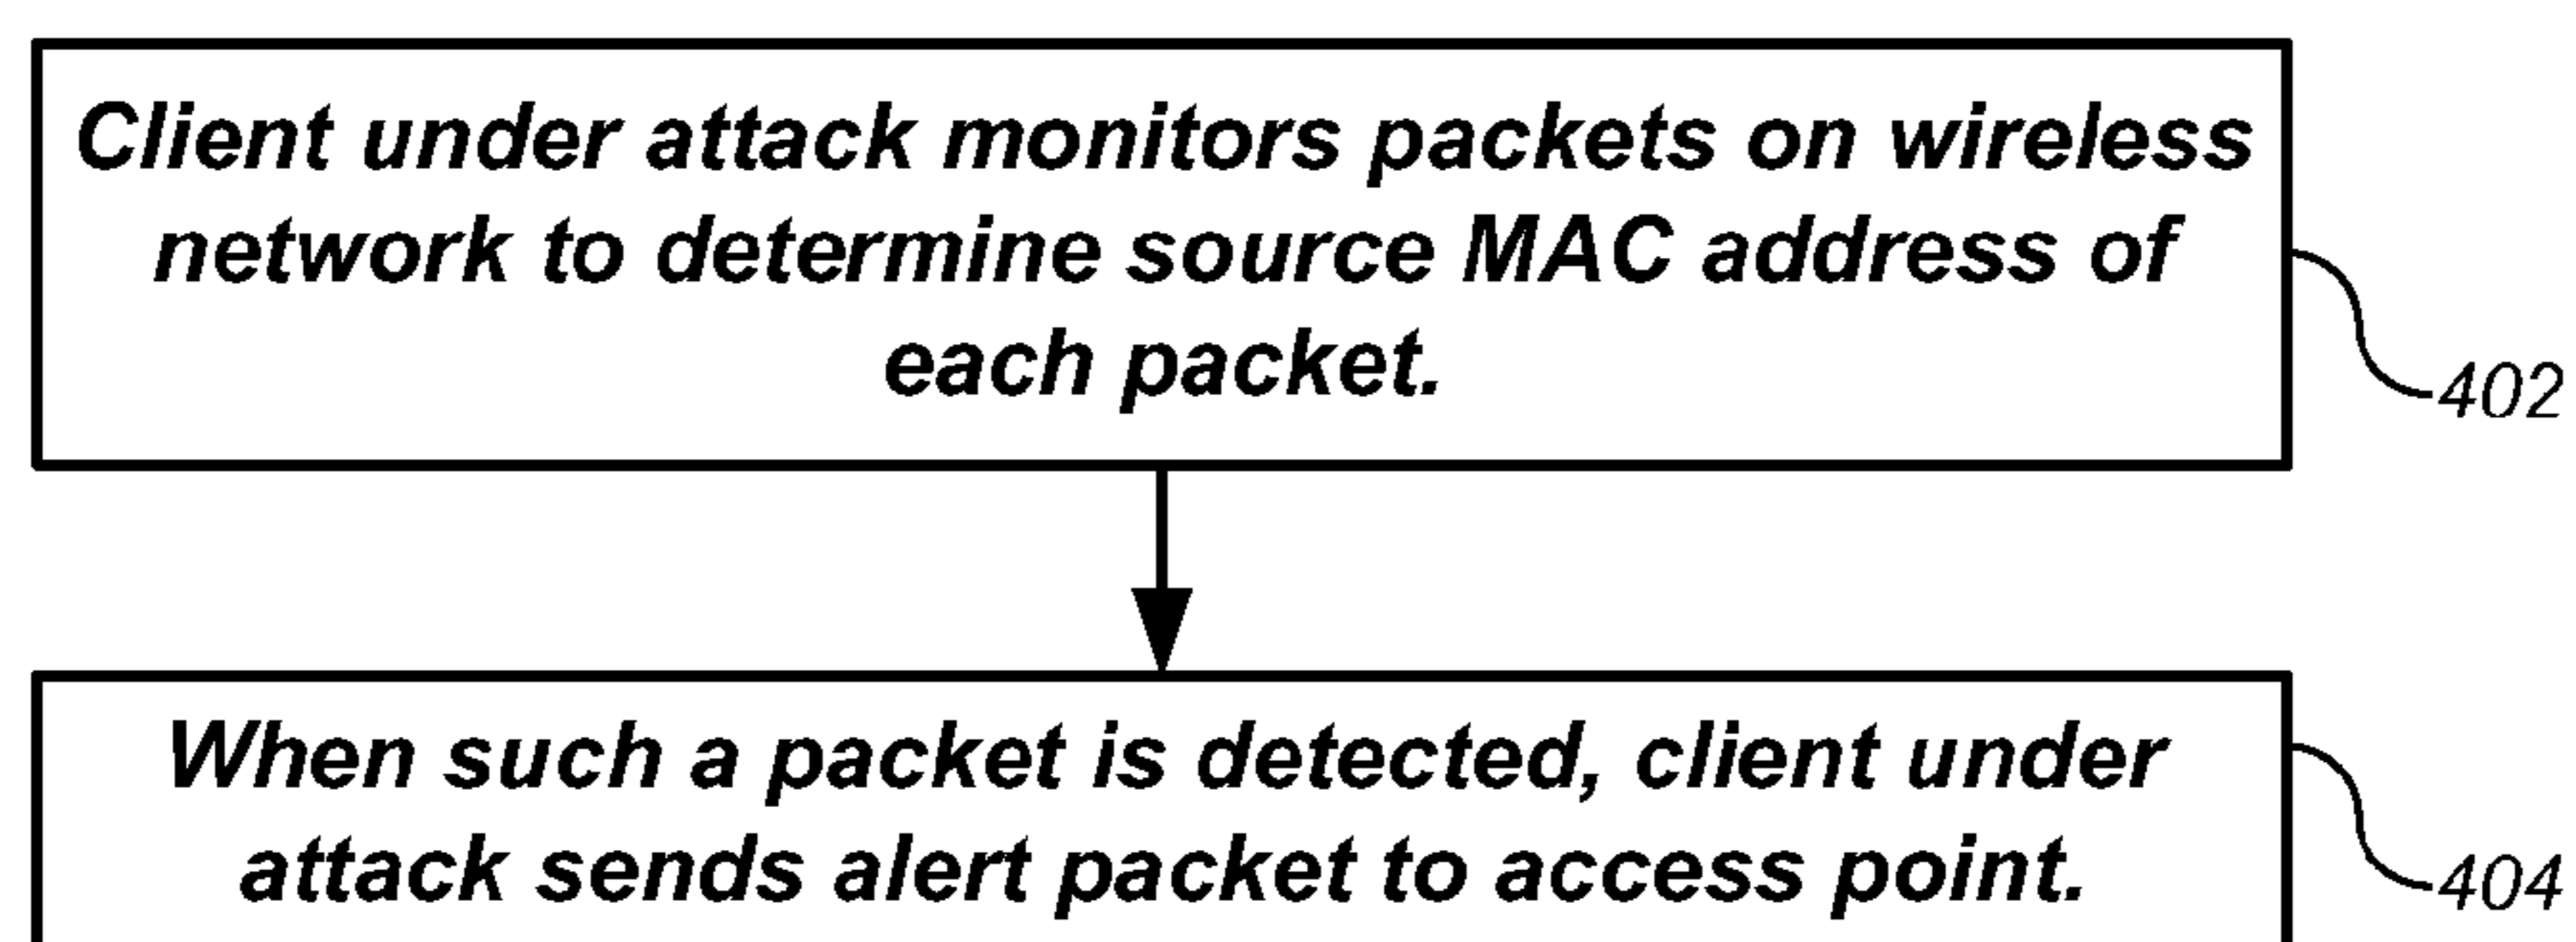 Client under attack monitors packets on wireless
network to determine source MAC address of
each packet.
402
When such a packet is detected, client under
attack sends alert packet to access point.
404